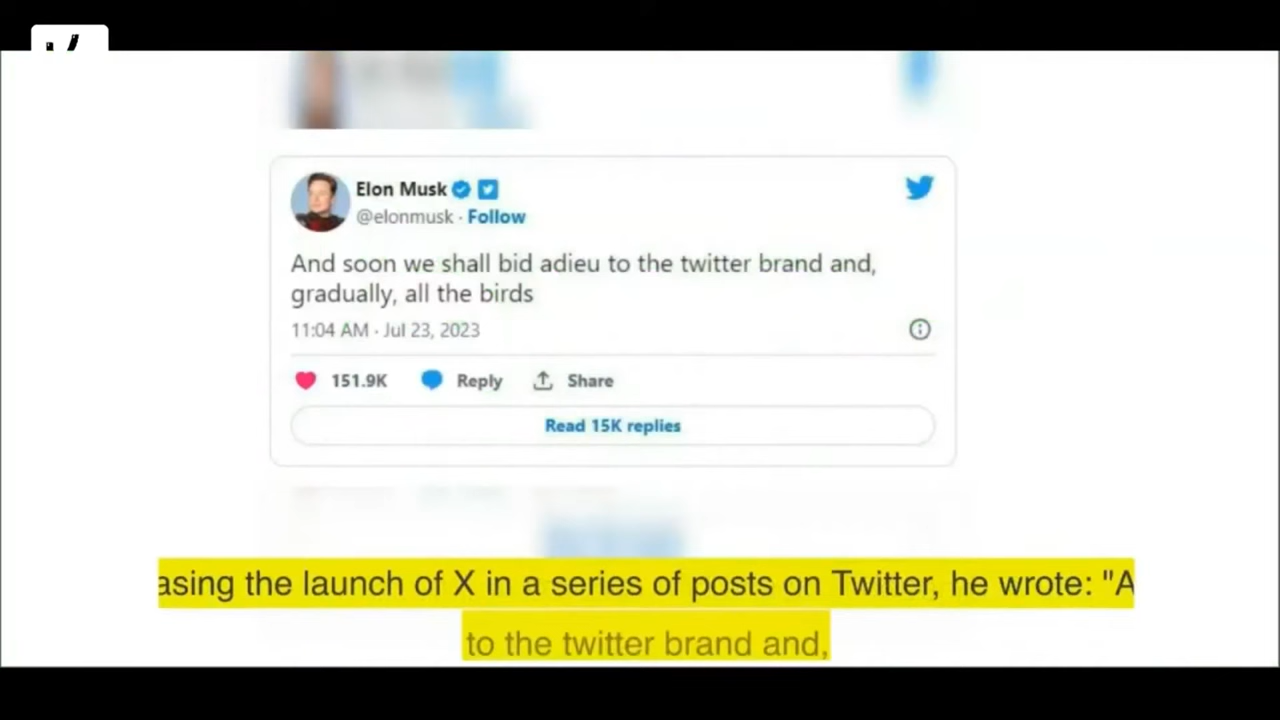 Elon Musk
@elonmusk · Follow
And soon we shall bid adieu to the twitter brand and,
gradually, all the birds
11:04 AM · Jul 23, 2023
151.9K Reply Share
Read 15K replies
asing the launch of X in a series of posts on Twitter, he wrote: "A
to the twitter brand and,